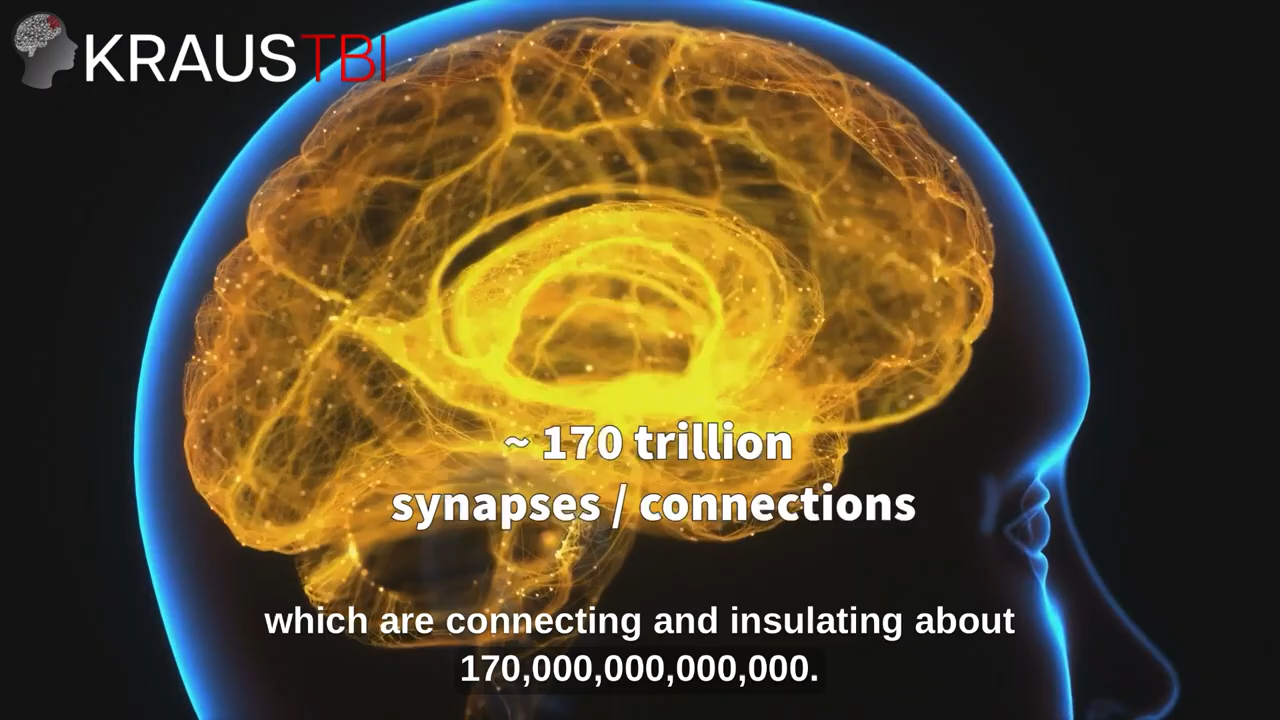 KRAUSTBI
~ 170 trillion
synapses / connections
which are connecting and insulating about
170,000,000,000,000.